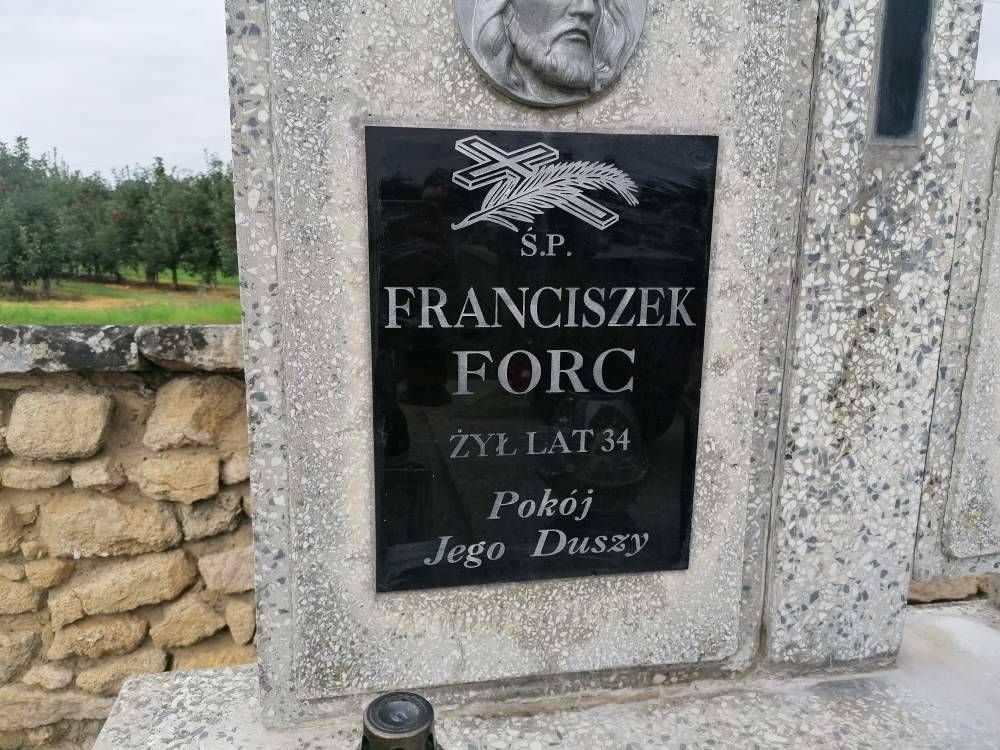 Ś.P.
FRANCISZEK
FORC
ŻYŁ LAT 34
Pokój
Jego Duszy